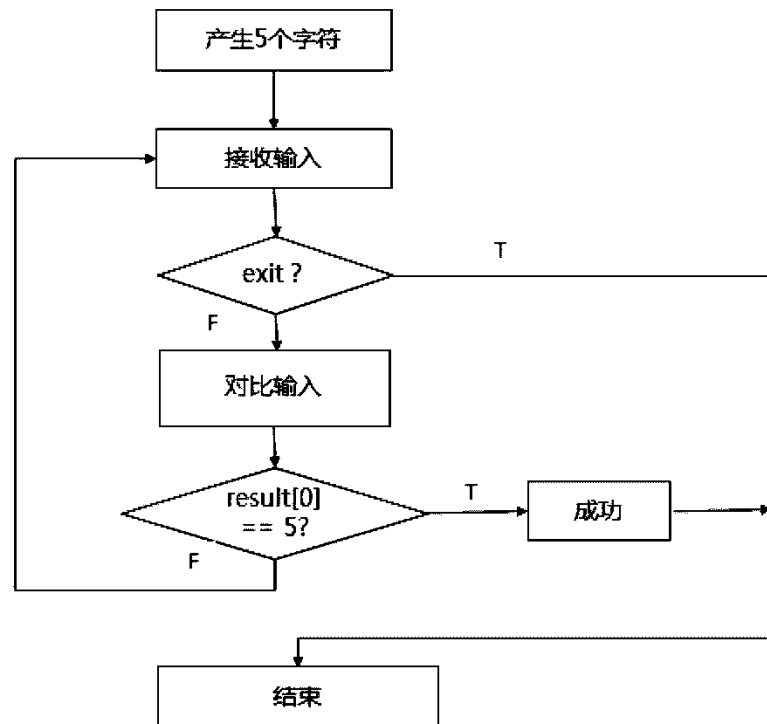 产生5个字符
接收输入
T
exit ?
F
对比输入
result[0]
== 5?
T
成功
F
结束